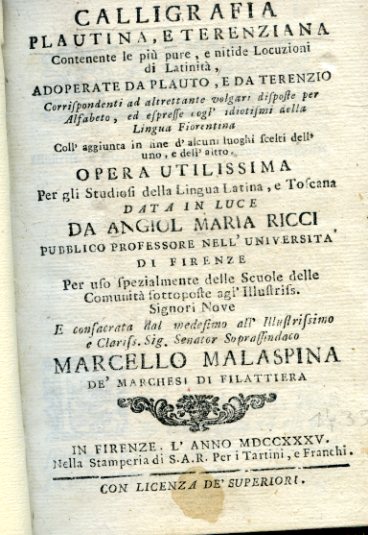 CALLIGRAFIA
PLAUTINA, E TERENZIANA
Contenente le più pure, e nitide Locuzioni
di Latinità,
ADOPERATE DA PLAUTO, E DA TERENZIO
Corrispondenti ad altrettante volgari disposte per
Alfabeto, ed espresse cogl' idiotismi della
Lingua Fiorentina
Coll' aggiunta in fine d' alcuni luoghi scelti dell'
uno, e dell' altro.
OPERA UTILISSIMA
Per gli Studiosi della Lingua Latina, e Toscana
DATA IN LUCE
DA ANGIOL MARIA RICCI
PUBBLICO PROFESSORE NELL' UNIVERSITA'
DI FIRENZE
Per uso spezialmente delle Scuole delle
Comunità sottoposte agl' Illustriss.
Signori Nove
E consacrata dal medesimo all' Illustrissimo
e Clariss. Sig. Senator Soprassindaco
MARCELLO MALASPINA
DE' MARCHESI DI FILATTIERA
IN FIRENZE. L' ANNO MDCCXXXV.
Nella Stamperia di S.A.R. Per i Tartini, e Franchi.
CON LICENZA DE' SUPERIORI.